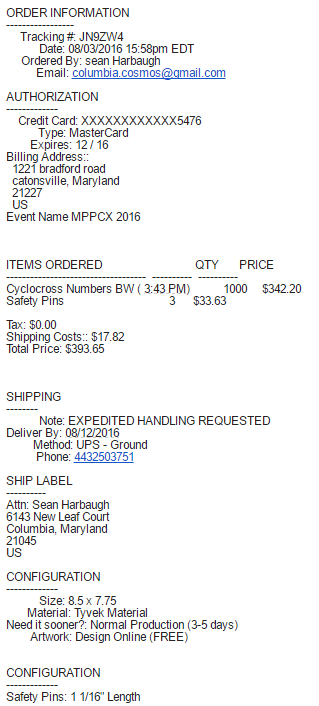 ORDER INFORMATION
-----------------
Tracking #: JN9ZW4
Date: 08/03/2016 15:58pm EDT
Ordered By: sean Harbaugh
Email: columbia.cosmos@gmail.com
AUTHORIZATION
-------------
Credit Card: XXXXXXXXXXXX5476
Type: MasterCard
Expires: 12 / 16
Billing Address::
1221 bradford road
catonsville, Maryland
21227
US
Event Name MPPCX 2016
ITEMS ORDERED QTY PRICE
----------------------------------- ---------- ----------
Cyclocross Numbers BW ( 3:43 PM) 1000 $342.20
Safety Pins 3 $33.63
Tax: $0.00
Shipping Costs:: $17.82
Total Price: $393.65
SHIPPING
--------
Note: EXPEDITED HANDLING REQUESTED
Deliver By: 08/12/2016
Method: UPS - Ground
Phone: 4432503751
SHIP LABEL
----------
Attn: Sean Harbaugh
6143 New Leaf Court
Columbia, Maryland
21045
US
CONFIGURATION
-------------
Size: 8.5 x 7.75
Material: Tyvek Material
Need it sooner?: Normal Production (3-5 days)
Artwork: Design Online (FREE)
CONFIGURATION
-------------
Safety Pins: 1 1/16" Length